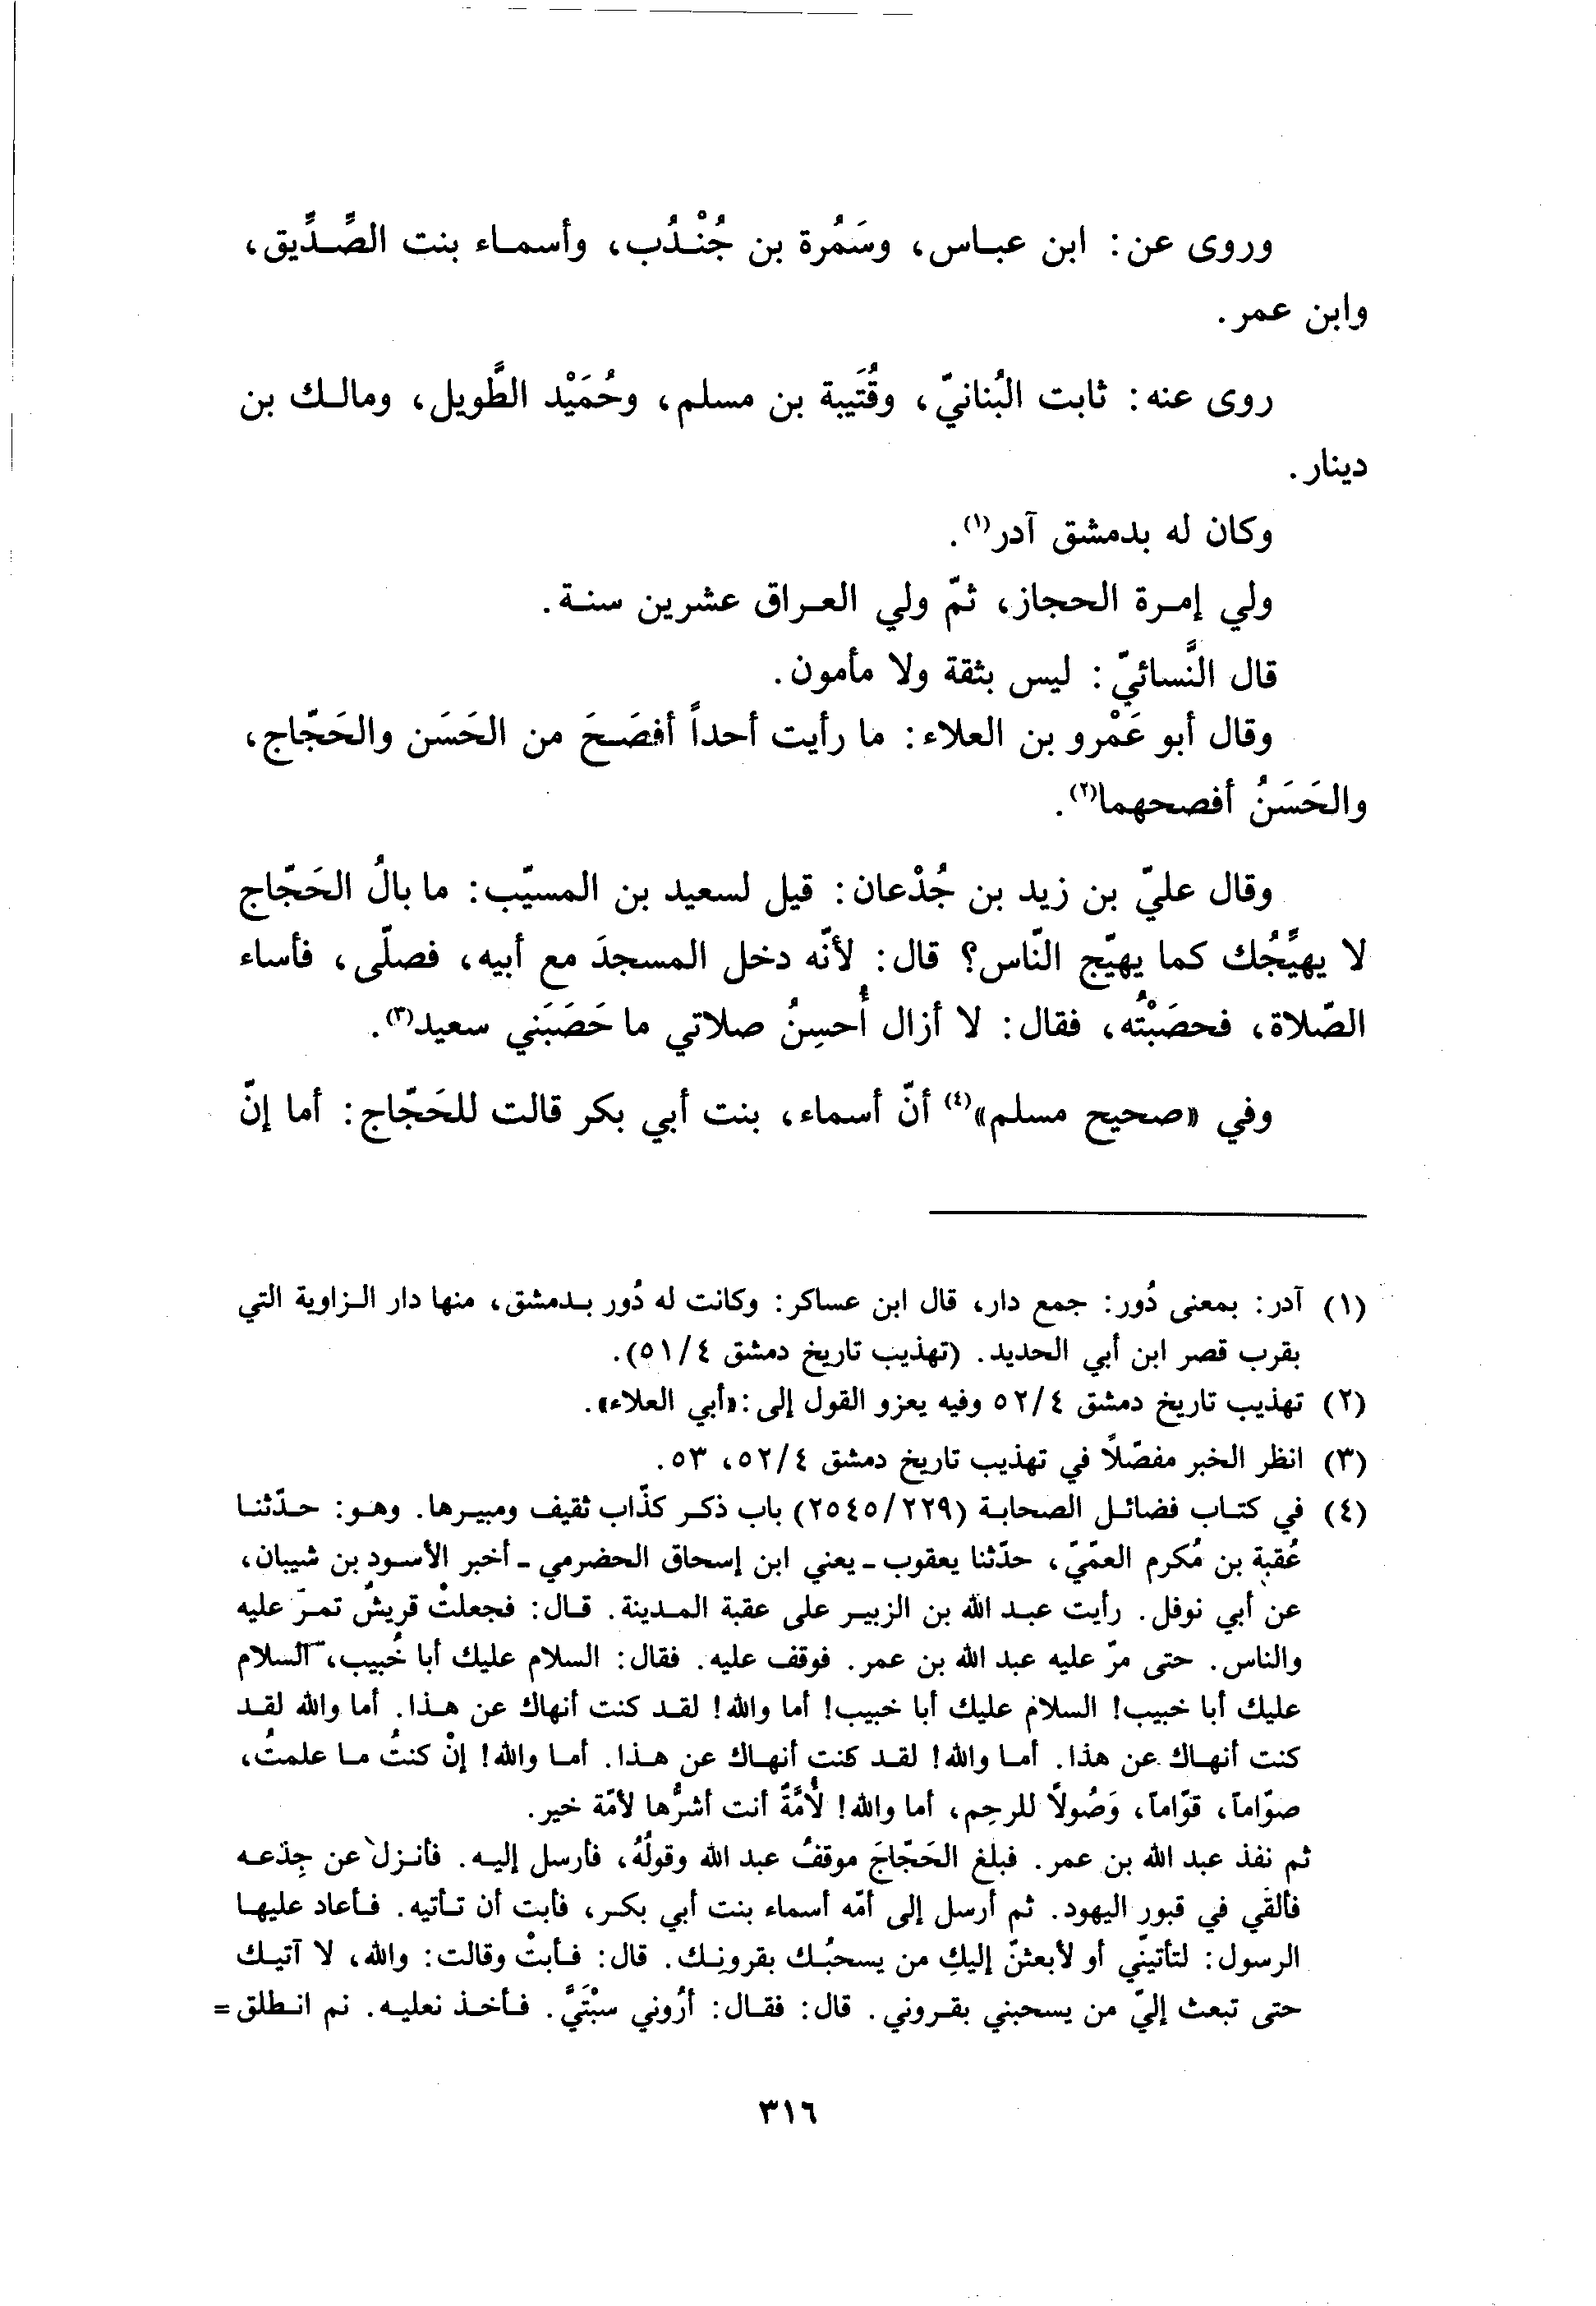 وروى عن: ابن عباس، وسَمُرة بن جُنْدُب، وأسماء بنت الصِّدِّيق،
وابن عمر.
روى عنه: ثابت البُنانيّ، وقُتَيبة بن مسلم، وحُمَيْد الطَّويل، ومالك بن
دينار.
وكان له بدمشق آدر(١).
ولي إمرة الحجاز، ثمّ ولي العراق عشرين سنة.
قال النَّسائيّ: ليس بثقة ولا مأمون.
وقال أبو عَمْرو بن العلاء: ما رأيت أحداً أفصَحَ من الحَسَن والحَجّاج،
والحَسَنُ أفصحهما(٢).
وقال عليّ بن زيد بن جُدْعان: قيل لسعيد بن المسيّب: ما بالُ الحَجّاج
لا يهيِّجُك كما يهيّج النّاس؟ قال: لأنّه دخل المسجدَ مع أبيه، فصلّى، فأساء
الصّلاة، فحصَبْتُه، فقال: لا أزال أُحسِنُ صلاتي ما حَصَبَني سعيد(٣).
وفي «صحيح مسلم»(٤) أنّ أسماء، بنت أبي بكر قالت للحَجّاج: أما إنّ
(١) آدر: بمعنى دُور: جمع دار، قال ابن عساكر: وكانت له دُور بدمشق، منها دار الزاوية التي
بقرب قصر ابن أبي الحديد. (تهذيب تاريخ دمشق ٥١/٤).
(٢) تهذيب تاريخ دمشق ٥٢/٤ وفيه يعزو القول إلى: «أبي العلاء».
(٣) انظر الخبر مفصّلاً في تهذيب تاريخ دمشق ٥٢/٤، ٥٣.
(٤) في كتاب فضائل الصحابة (٢٥٤٥/٢٢٩) باب ذكر كذّاب ثقيف ومبيرها. وهو: حدّثنا
عُقبة بن مُكرم العمّيّ، حدّثنا يعقوب ـ يعني ابن إسحاق الحضرمي ـ أخبر الأسود بن شيبان،
عن أبي نوفل. رأيت عبد الله بن الزبير على عقبة المدينة. قال: فجعلتْ قريشُ تمرّ عليه
والناس. حتى مرّ عليه عبد الله بن عمر. فوقف عليه. فقال: السلام عليك أبا خُبيب، السلام
عليك أبا خبيب! السلام عليك أبا خبيب! أما والله! لقد كنت أنهاك عن هذا. أما والله لقد
كنت أنهاك عن هذا. أما والله! لقد كنت أنهاك عن هذا. أما والله! إنْ كنتُ ما علمتُ،
صوّاماً، قوّاماً، وَصُولاً للرحِم، أما والله! لأُمَّةً أنت أشرُّها لأمّة خير.
ثم نفذ عبد الله بن عمر. فبلغ الحَجّاجَ موقفُ عبد الله وقولُهُ، فأرسل إليه. فأنزل عن جِذعه
فألقي في قبور اليهود. ثم أرسل إلى أمّه أسماء بنت أبي بكر، فأبت أن تأتيه. فأعاد عليها
الرسول: لتأتينّي أو لأبعثنّ إليكِ من يسحبُك بقرونِك. قال: فأبتْ وقالت: والله، لا آتيك
حتى تبعث إليّ من يسحبني بقروني. قال: فقال: أرُوني سبْتَيَّ. فأخذ نعليه. ثم انطلق=
٣١٦